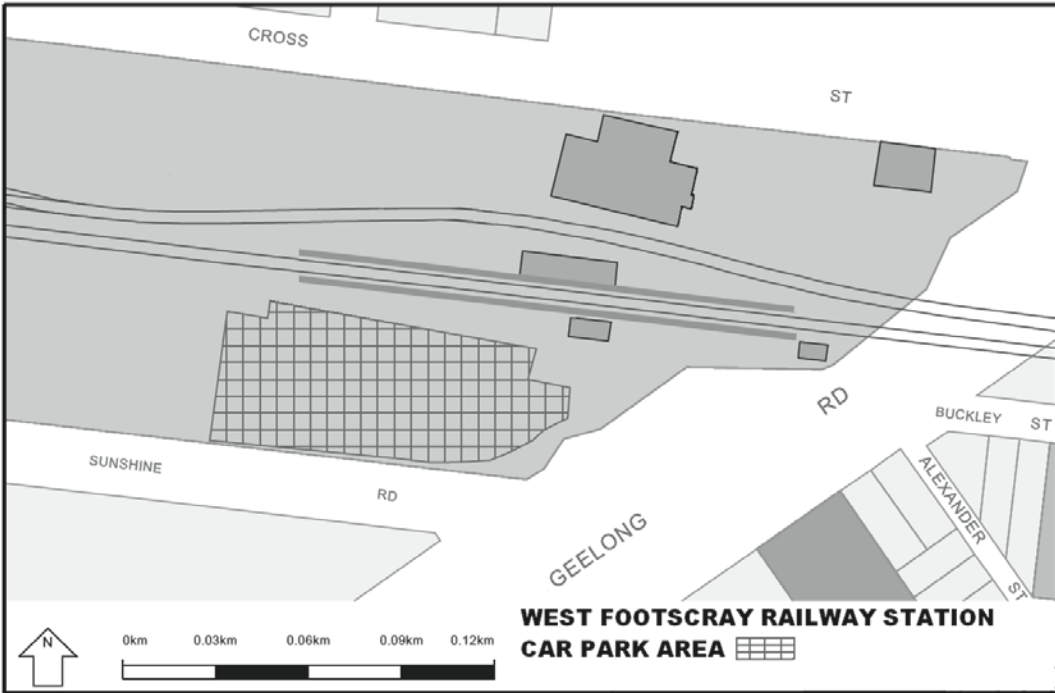 CROSS
ST
SUNSHINE
RD
RD
GEELONG
BUCKLEY ST
ALEXANDER
ST
N
0km 0.03km 0.06km 0.09km 0.12km
WEST FOOTSCRAY RAILWAY STATION
CAR PARK AREA